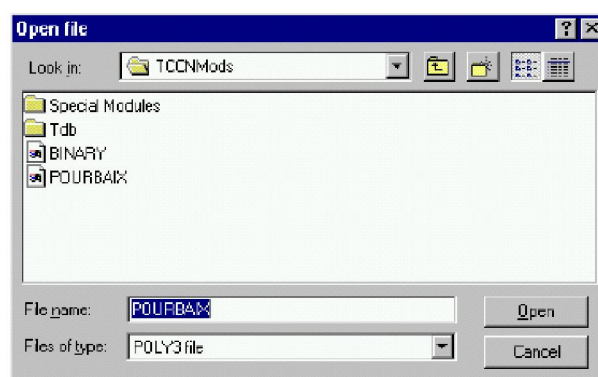 Open file
Look in: TCCNMods
Special Modules
Tdb
BINARY
POURBAIX
File name: POURBAIX
Open
Files of type: POLY3 file
Cancel